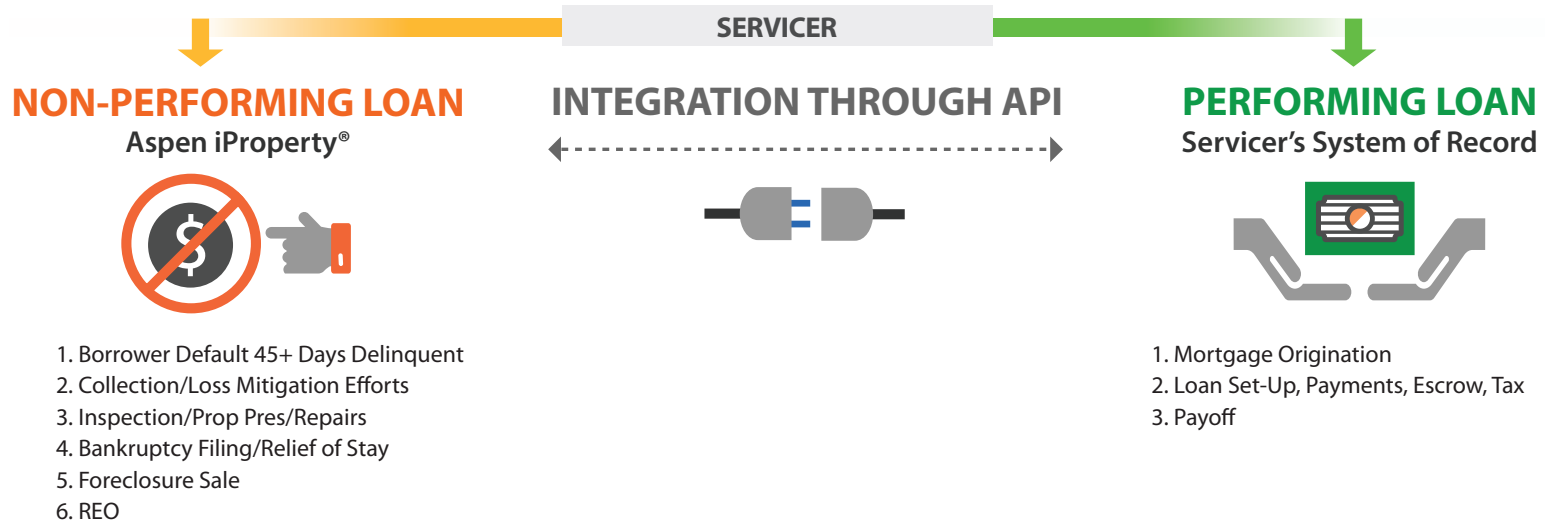 SERVICER
NON-PERFORMING LOAN
Aspen iProperty®
$
1. Borrower Default 45+ Days Delinquent
2. Collection/Loss Mitigation Efforts
3. Inspection/Prop Pres/Repairs
4. Bankruptcy Filing/Relief of Stay
5. Foreclosure Sale
6. REO
INTEGRATION THROUGH API
PERFORMING LOAN
Servicer’s System of Record
1. Mortgage Origination
2. Loan Set-Up, Payments, Escrow, Tax
3. Payoff